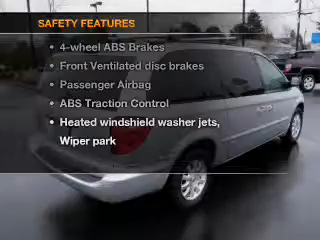 SAFETY FEATURES
• 4-wheel ABS Brakes
• Front Ventilated disc brakes
• Passenger Airbag
• ABS Traction Control
• Heated windshield washer jets,
Wiper park